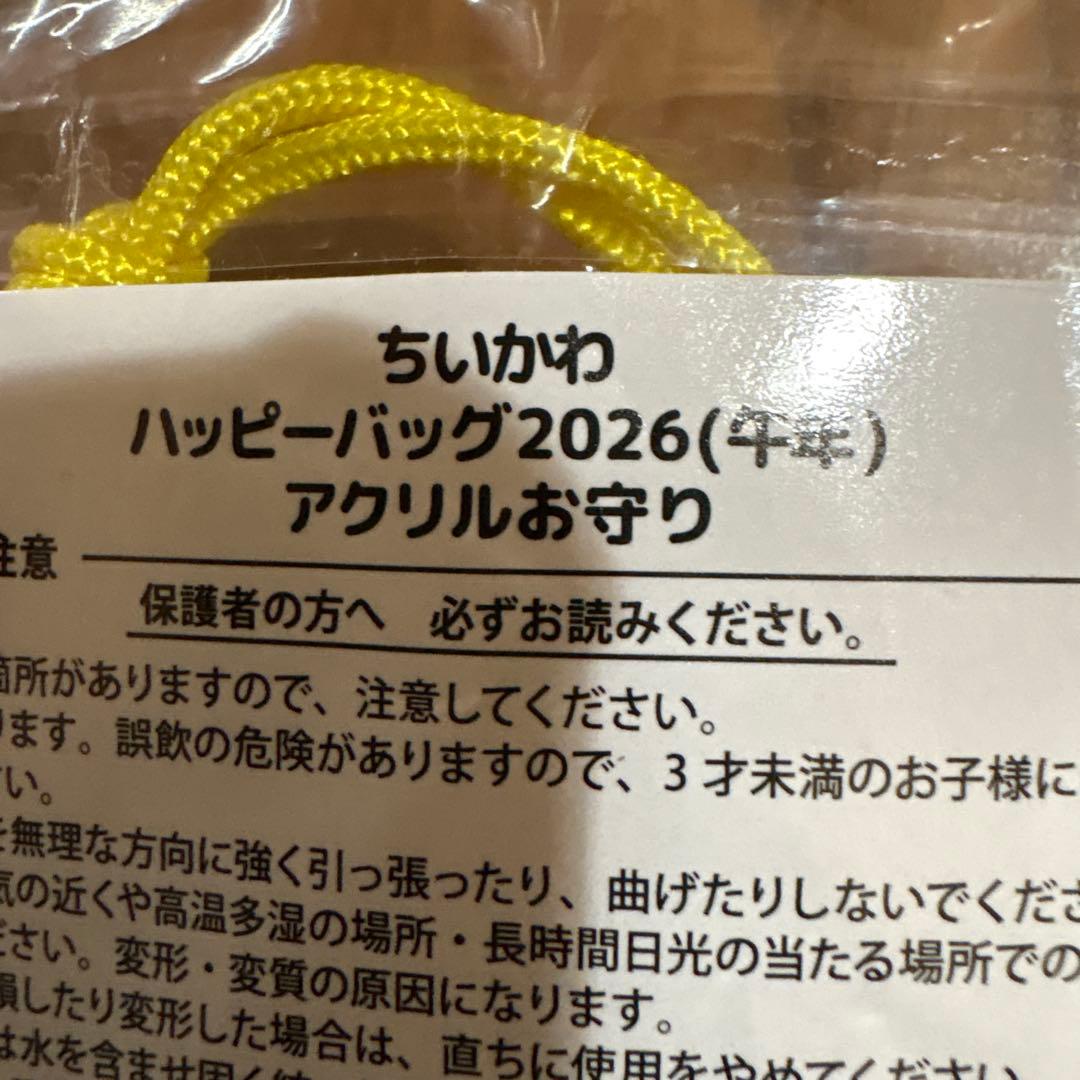 ちいかわ
ハッピーバッグ2026(午年)
アクリルお守り
注意
保護者の方へ 必ずお読みください。
箇所がありますので、注意してください。
ります。誤飲の危険がありますので、3才未満のお子様に
さい。
を無理な方向に強く引っ張ったり、曲げたりしないでくださ
気の近くや高温多湿の場所・長時間日光の当たる場所での
ださい。変形・変質の原因になります。
損したり変形した場合は、直ちに使用をやめてください
は水を含ませ固く